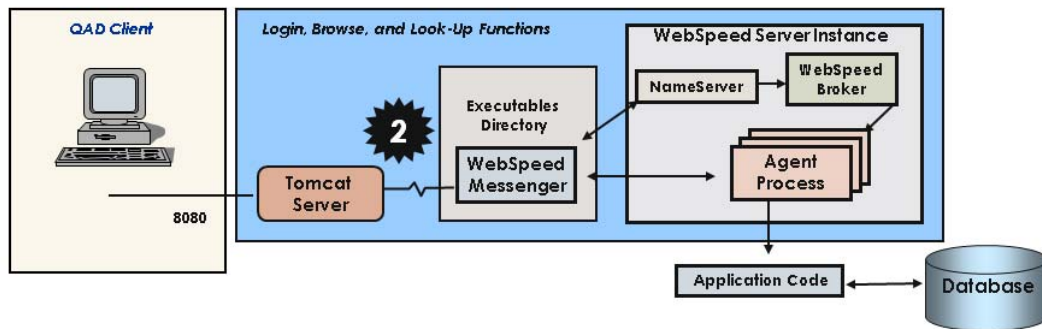 QAD Client
8080
Login, Browse, and Look-Up Functions
Tomcat
Server
2
Executables
Directory
WebSpeed
Messenger
WebSpeed Server Instance
NameServer
WebSpeed
Broker
Agent
Process
Application Code
Database